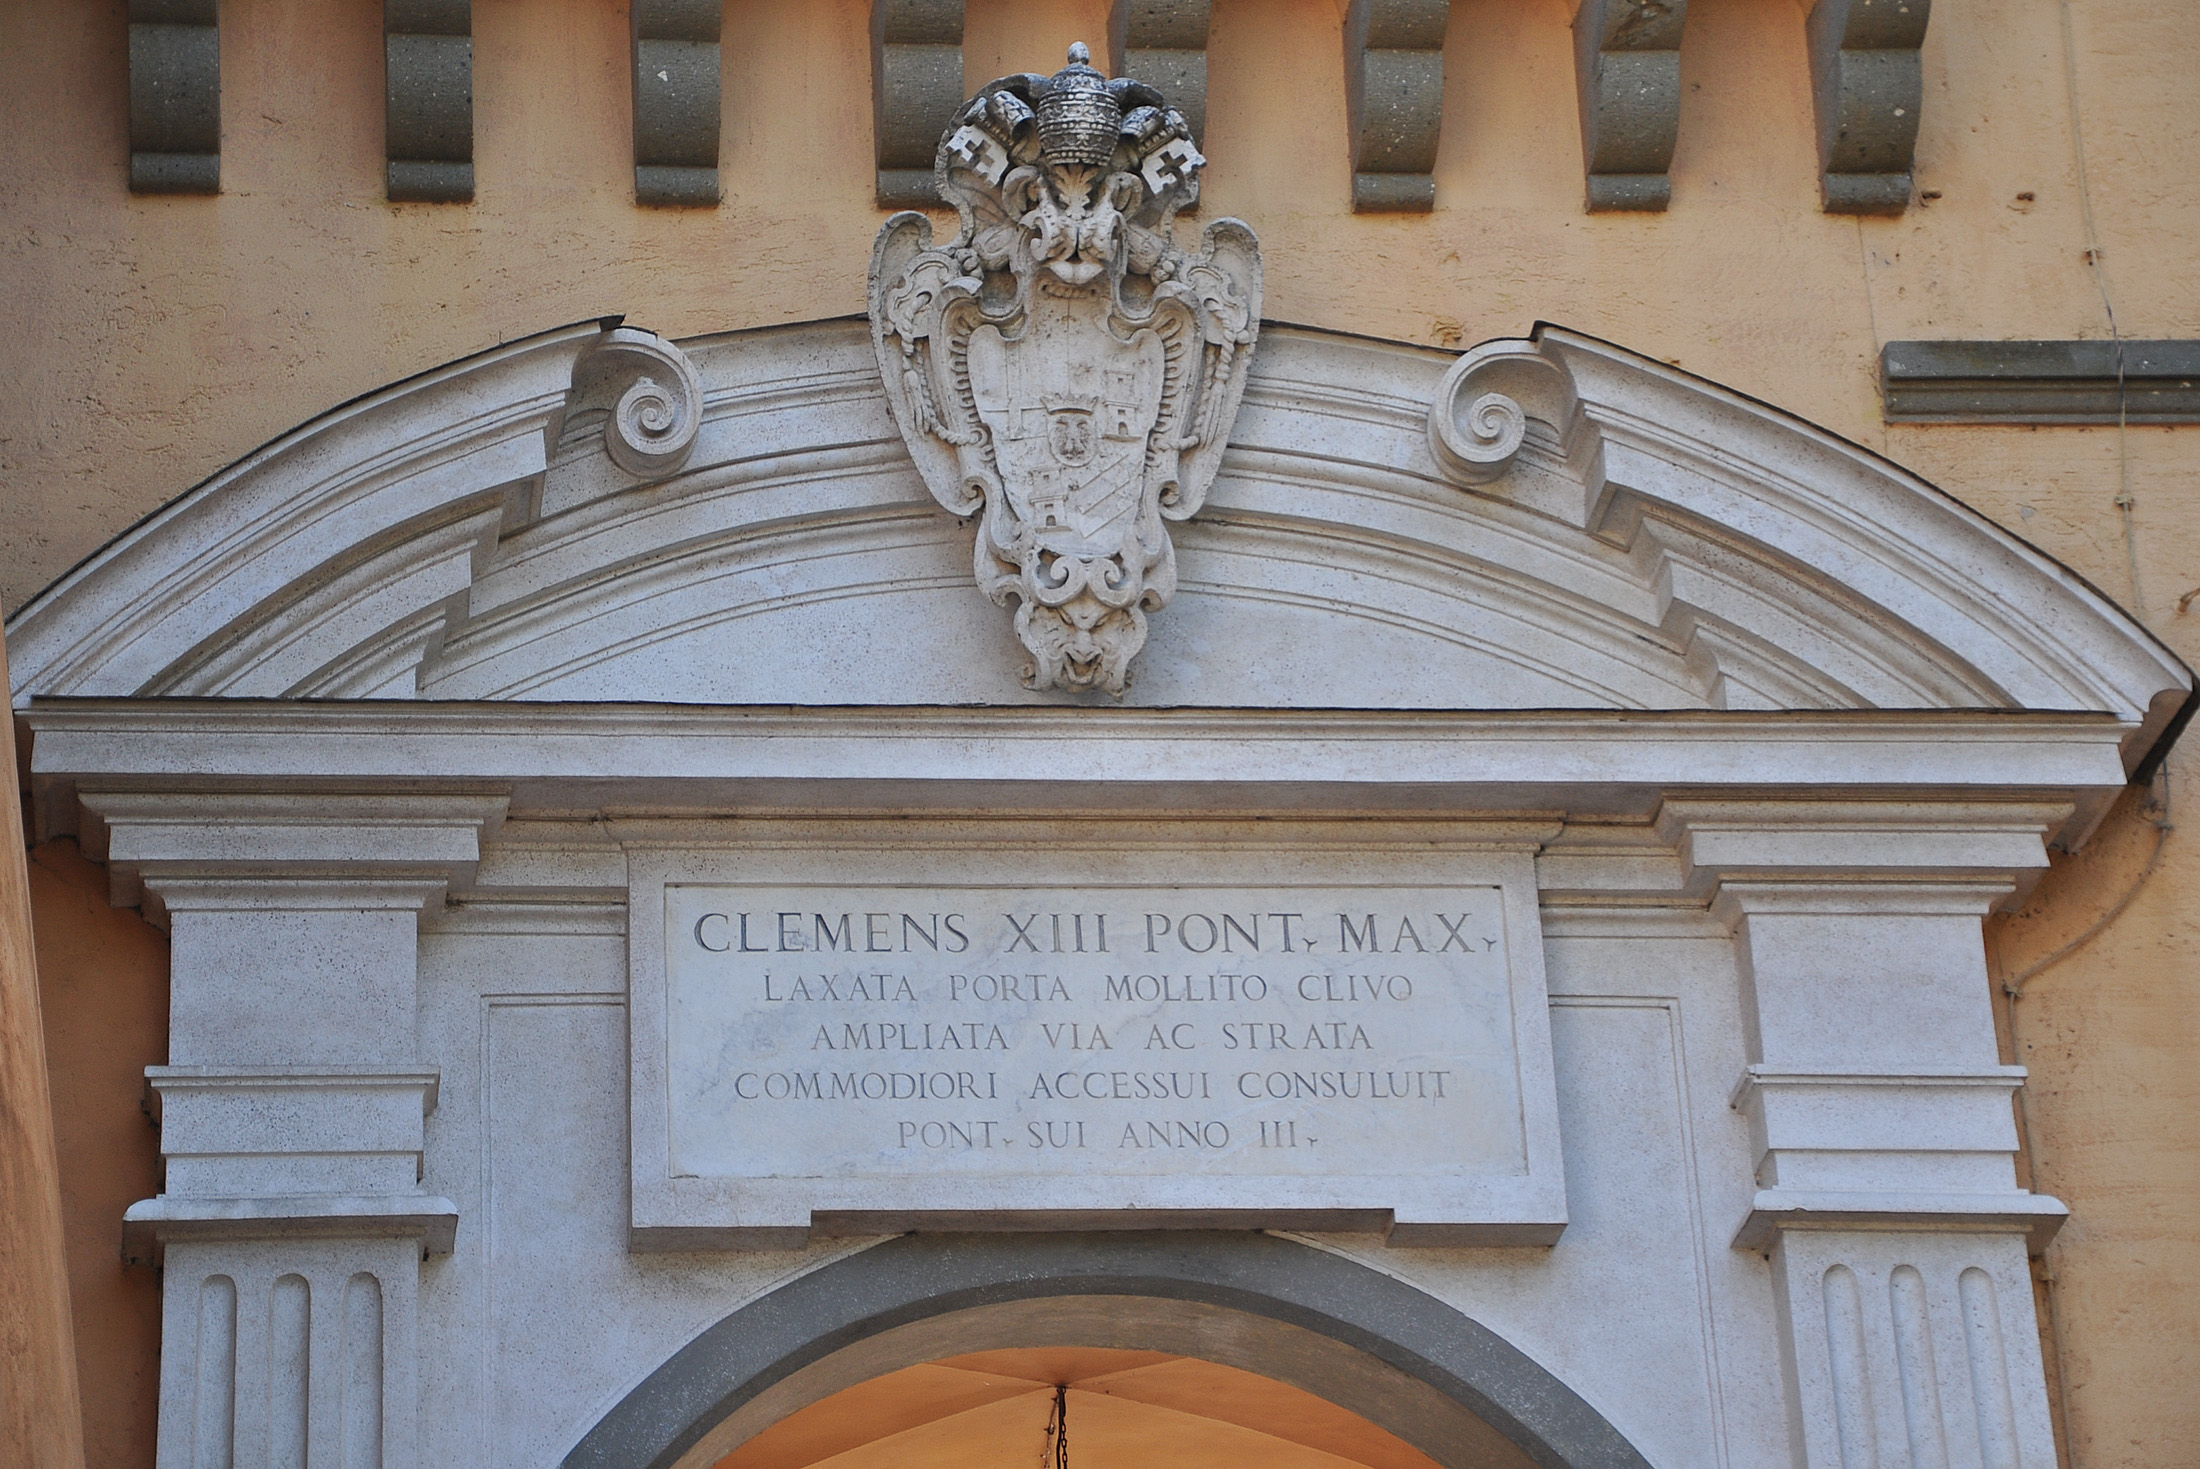 CLEMENS XIII PONT. MAX.
LAXATA PORTA MOLLITO CLIVO
AMPLIATA VIA AC STRATA
COMMODIORI ACCESSUI CONSULUIT
PONT. SUI ANNO III.